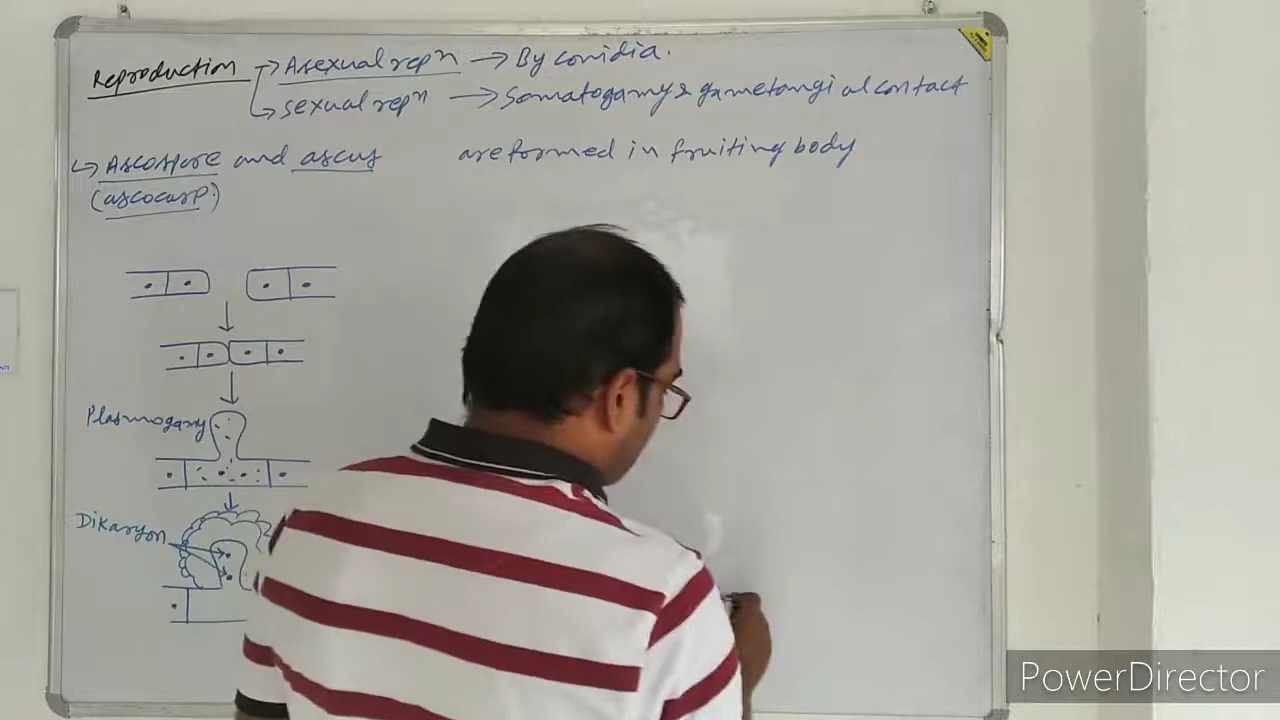 Reproduction → Asexual repn → By conidia.
↳ sexual repn → Somatogamy & gametangial contact
↳ Ascospore and ascus are formed in fruiting body
(ascocarp)
Plasmogamy
Dikaryon
PowerDirector